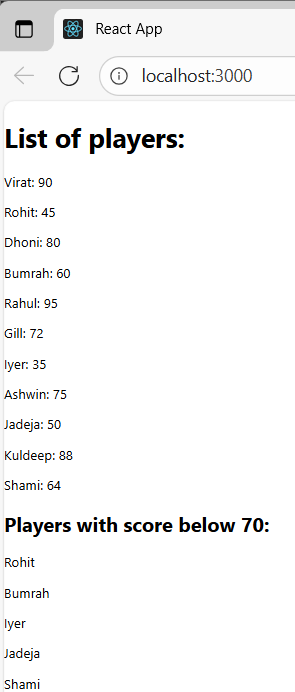 React App
localhost:3000
List of players:
Virat: 90
Rohit: 45
Dhoni: 80
Bumrah: 60
Rahul: 95
Gill: 72
Iyer: 35
Ashwin: 75
Jadeja: 50
Kuldeep: 88
Shami: 64
Players with score below 70:
Rohit
Bumrah
Iyer
Jadeja
Shami